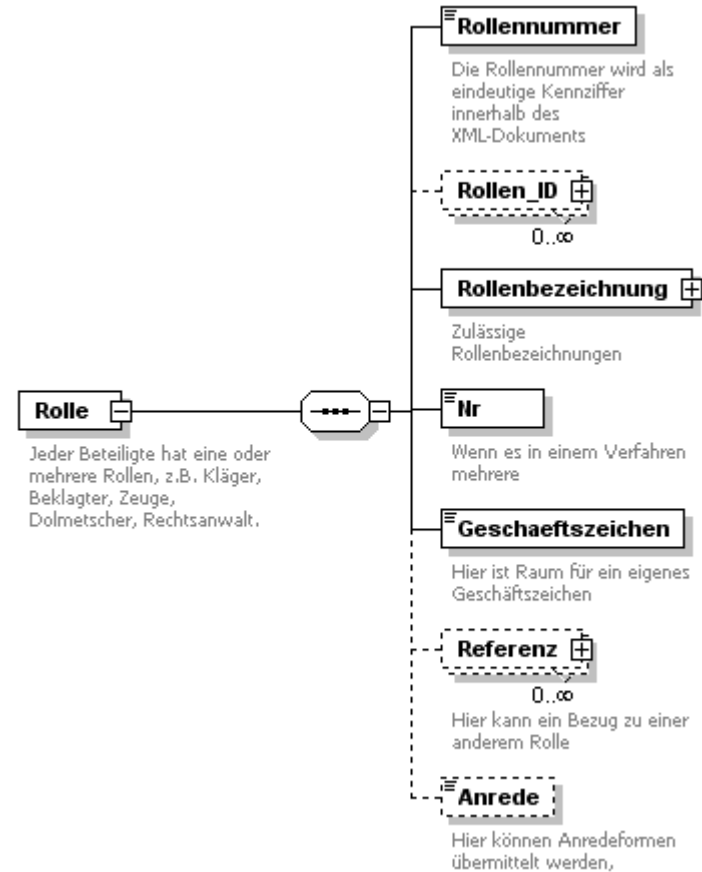 Rollennummer
Die Rollennummer wird als
eindeutige Kennziffer
innerhalb des
XML-Dokuments
Rollen_ID
0..∞
Rollenbezeichnung
Zulässige
Rollenbezeichnungen
Rolle
Jeder Beteiligte hat eine oder
mehrere Rollen, z.B. Kläger,
Beklagter, Zeuge,
Dolmetscher, Rechtsanwalt.
Nr
Wenn es in einem Verfahren
mehrere
Geschaeftszeichen
Hier ist Raum für ein eigenes
Geschäftszeichen
Referenz
0..∞
Hier kann ein Bezug zu einer
anderem Rolle
Anrede
Hier können Anredeformen
übermittelt werden,